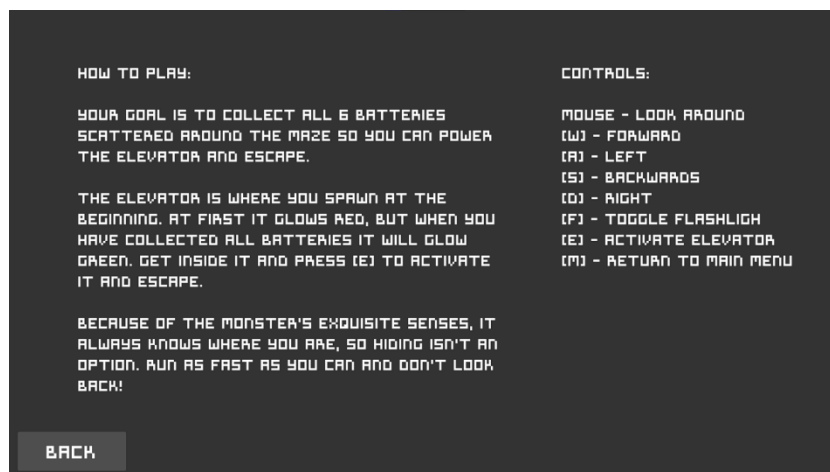 HOW TO PLAY:
YOUR GOAL IS TO COLLECT ALL 6 BATTERIES
SCATTERED AROUND THE MAZE SO YOU CAN POWER
THE ELEVATOR AND ESCAPE.
THE ELEVATOR IS WHERE YOU SPAWN AT THE
BEGINNING. AT FIRST IT GLOWS RED, BUT WHEN YOU
HAVE COLLECTED ALL BATTERIES IT WILL GLOW
GREEN. GET INSIDE IT AND PRESS [E] TO ACTIVATE
IT AND ESCAPE.
BECAUSE OF THE MONSTER'S EXQUISITE SENSES, IT
ALWAYS KNOWS WHERE YOU ARE, SO HIDING ISN'T AN
OPTION. RUN AS FAST AS YOU CAN AND DON'T LOOK
BACK!
CONTROLS:
MOUSE - LOOK AROUND
[W] - FORWARD
[A] - LEFT
[S] - BACKWARDS
[D] - RIGHT
[F] - TOGGLE FLASHLIGH
[E] - ACTIVATE ELEVATOR
[M] - RETURN TO MAIN MENU
BACK